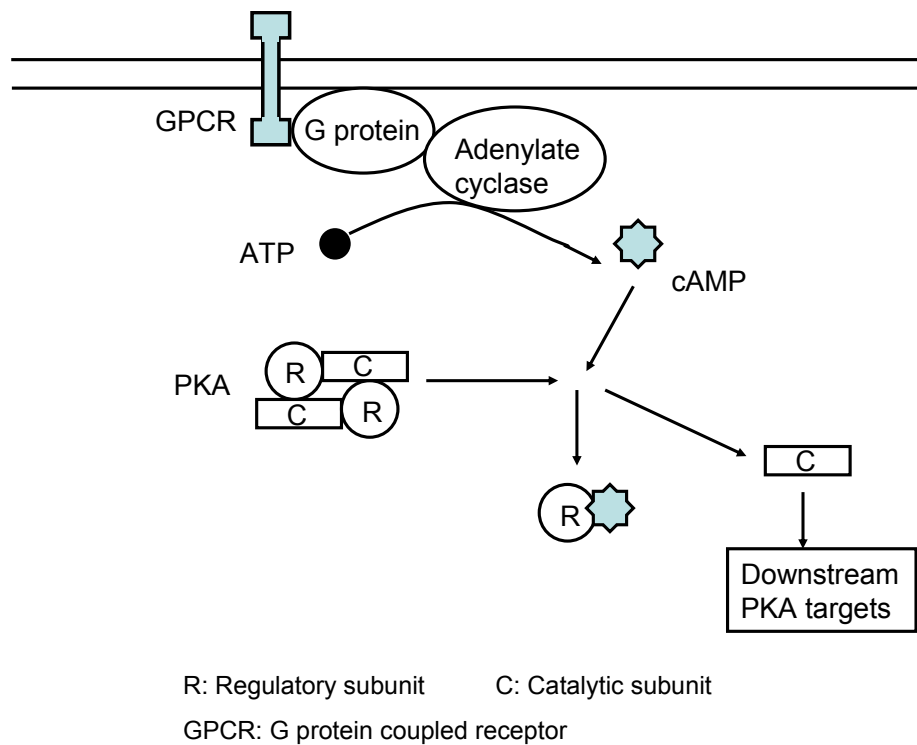 GPCR
G protein
Adenylate
cyclase
ATP
cAMP
PKA
R
C
C
R
C
R
Downstream
PKA targets
R: Regulatory subunit C: Catalytic subunit
GPCR: G protein coupled receptor